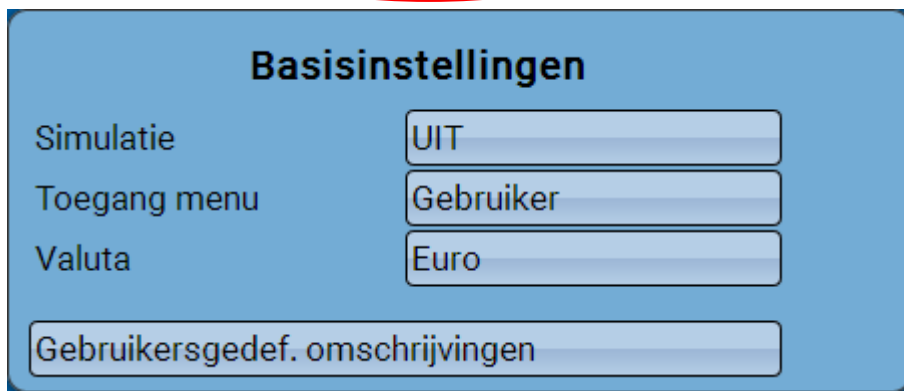 Basisinstellingen
Simulatie UIT
Toegang menu Gebruiker
Valuta Euro
Gebruikersgedef. omschrijvingen